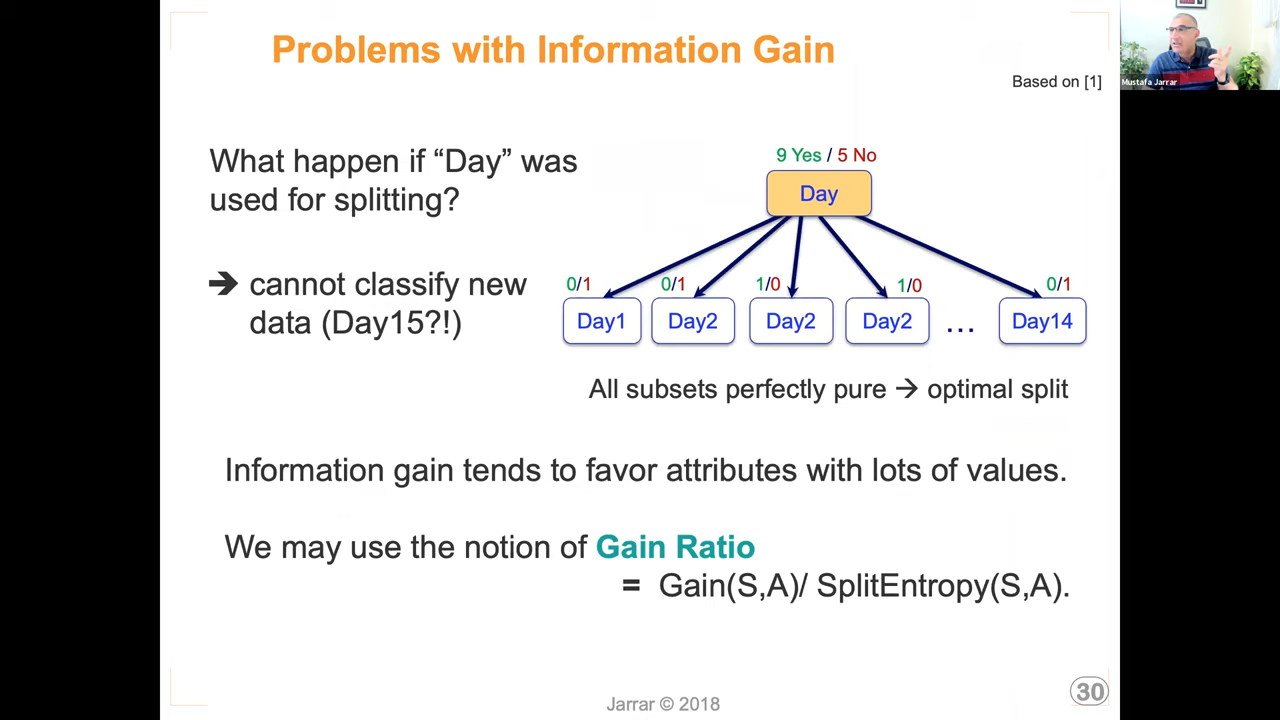 Problems with Information Gain
Based on [1]
Mustafa Jarrar
What happen if “Day” was
used for splitting?
➔ cannot classify new
data (Day15?!)
9 Yes / 5 No
Day
0/1 0/1 1/0 1/0 0/1
Day1 Day2 Day2 Day2 … Day14
All subsets perfectly pure → optimal split
Information gain tends to favor attributes with lots of values.
We may use the notion of Gain Ratio
= Gain(S,A)/ SplitEntropy(S,A).
Jarrar © 2018
30